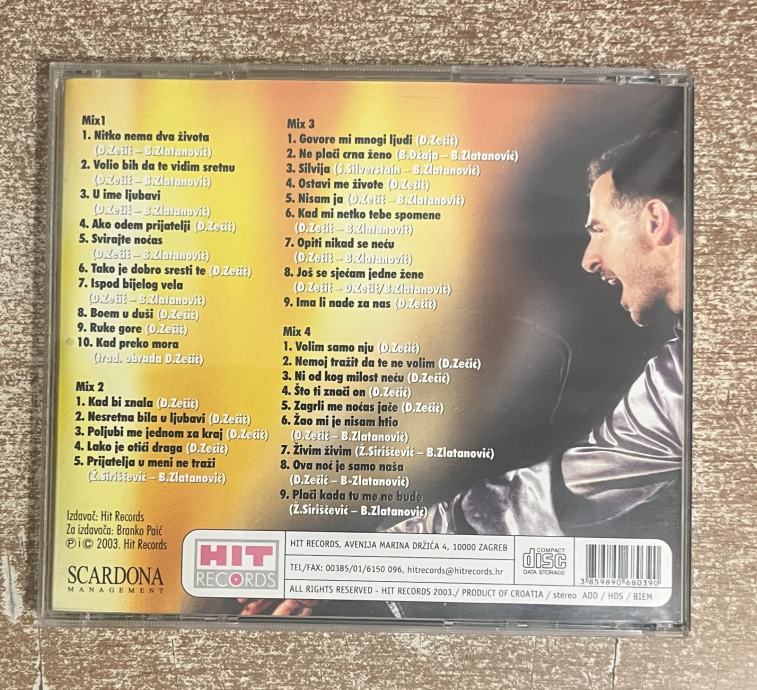 Mix1
1. Nitko nema dva života
(D.Zečić – B.Zlatanović)
2. Volio bih da te vidim sretnu
(D.Zečić – B.Zlatanović)
3. U ime ljubavi
(D.Zečić – B.Zlatanović)
4. Ako odem prijatelji (D.Zečić)
5. Svirajte noćas
(D.Zečić – B.Zlatanović)
6. Tako je dobro sresti te (D.Zečić)
7. Ispod bijelog vela
(D.Zečić – B.Zlatanović)
8. Boem u duši (D.Zečić)
9. Ruke gore (D.Zečić)
10. Kad preko mora
(trad. obrada D.Zečić)
Mix 2
1. Kad bi znala (D.Zečić)
2. Nesretna bila u ljubavi (D.Zečić)
3. Poljubi me jednom za kraj (D.Zečić)
4. Lako je otići draga (D.Zečić)
5. Prijatelja u meni ne traži
(Ž.Siriščević – B.Zlatanović)
Mix 3
1. Govore mi mnogi ljudi (D.Zečić)
2. Ne plači crna ženo (B.Džaja – B.Zlatanović)
3. Silvija (S.Silverstain – B.Zlatanović)
4. Ostavi me živote (D.Zečić)
5. Nisam ja (D.Zečić – B.Zlatanović)
6. Kad mi netko tebe spomene
(D.Zečić – B.Zlatanović)
7. Opiti nikad se neću
(D.Zečić – B.Zlatanović)
8. Još se sjećam jedne žene
(D.Zečić – D.Zečić/B.Zlatanović)
9. Ima li nade za nas (D.Zečić)
Mix 4
1. Volim samo nju (D.Zečić)
2. Nemoj tražit da te ne volim (D.Zečić)
3. Ni od kog milost neću (D.Zečić)
4. Što ti znači on (D.Zečić)
5. Zagrli me noćas jače (D.Zečić)
6. Žao mi je nisam htio
(D.Zečić – B.Zlatanović)
7. Živim živim (Ž.Siriščević – B.Zlatanović)
8. Ova noć je samo naša
(D.Zečić – B-Zlatanović)
9. Plači kada tu me ne bude
(Ž.Siriščević – B.Zlatanović)
Izdavač: Hit Records
Za izdavača: Branko Paić
Ⓟ i © 2003. Hit Records
SCARDONA
MANAGEMENT
HIT
RECORDS
HIT RECORDS, AVENIJA MARINA DRŽIĆA 4, 10000 ZAGREB
TEL/FAX: 00385/01/6150 096, hitrecords@hitrecords.hr
ALL RIGHTS RESERVED - HIT RECORDS 2003./ PRODUCT OF CROATIA / stereo ADD / HDS / BIEM
COMPACT
disc
DATA STORAGE
3 859890 680390